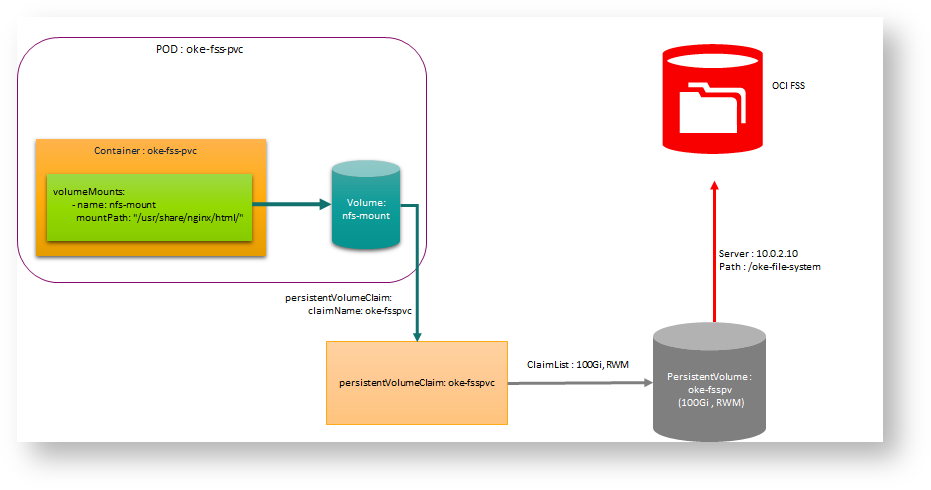 POD : oke-fss-pvc
OCI FSS
Container : oke-fss-pvc
volumeMounts:
- name: nfs-mount
mountPath: "/usr/share/nginx/html/"
Volume:
nfs-mount
Server : 10.0.2.10
Path : /oke-file-system
persistentVolumeClaim:
claimName: oke-fsspvc
persistentVolumeClaim: oke-fsspvc
ClaimList : 100Gi, RWM
PersistentVolume :
oke-fsspv
(100Gi , RWM)